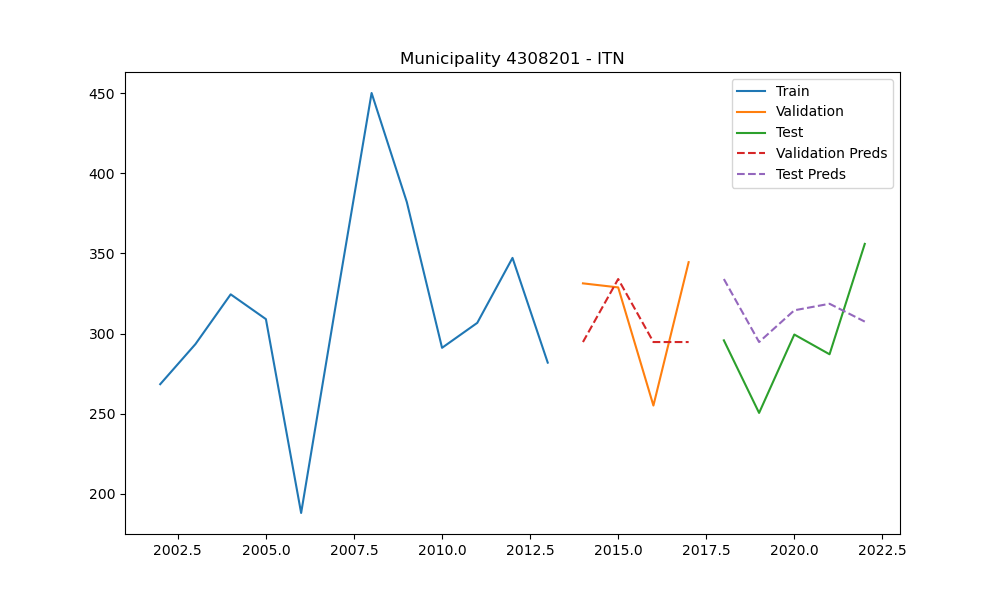 Municipality 4308201 - ITN
450
400
350
300
250
200
Train
Validation
Test
Validation Preds
Test Preds
2002.5 2005.0 2007.5 2010.0 2012.5 2015.0 2017.5 2020.0 2022.5